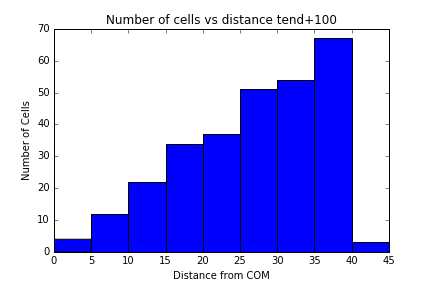 Number of cells vs distance tend+100
70
60
50
40
30
20
10
0
Number of Cells
0 5 10 15 20 25 30 35 40 45
Distance from COM